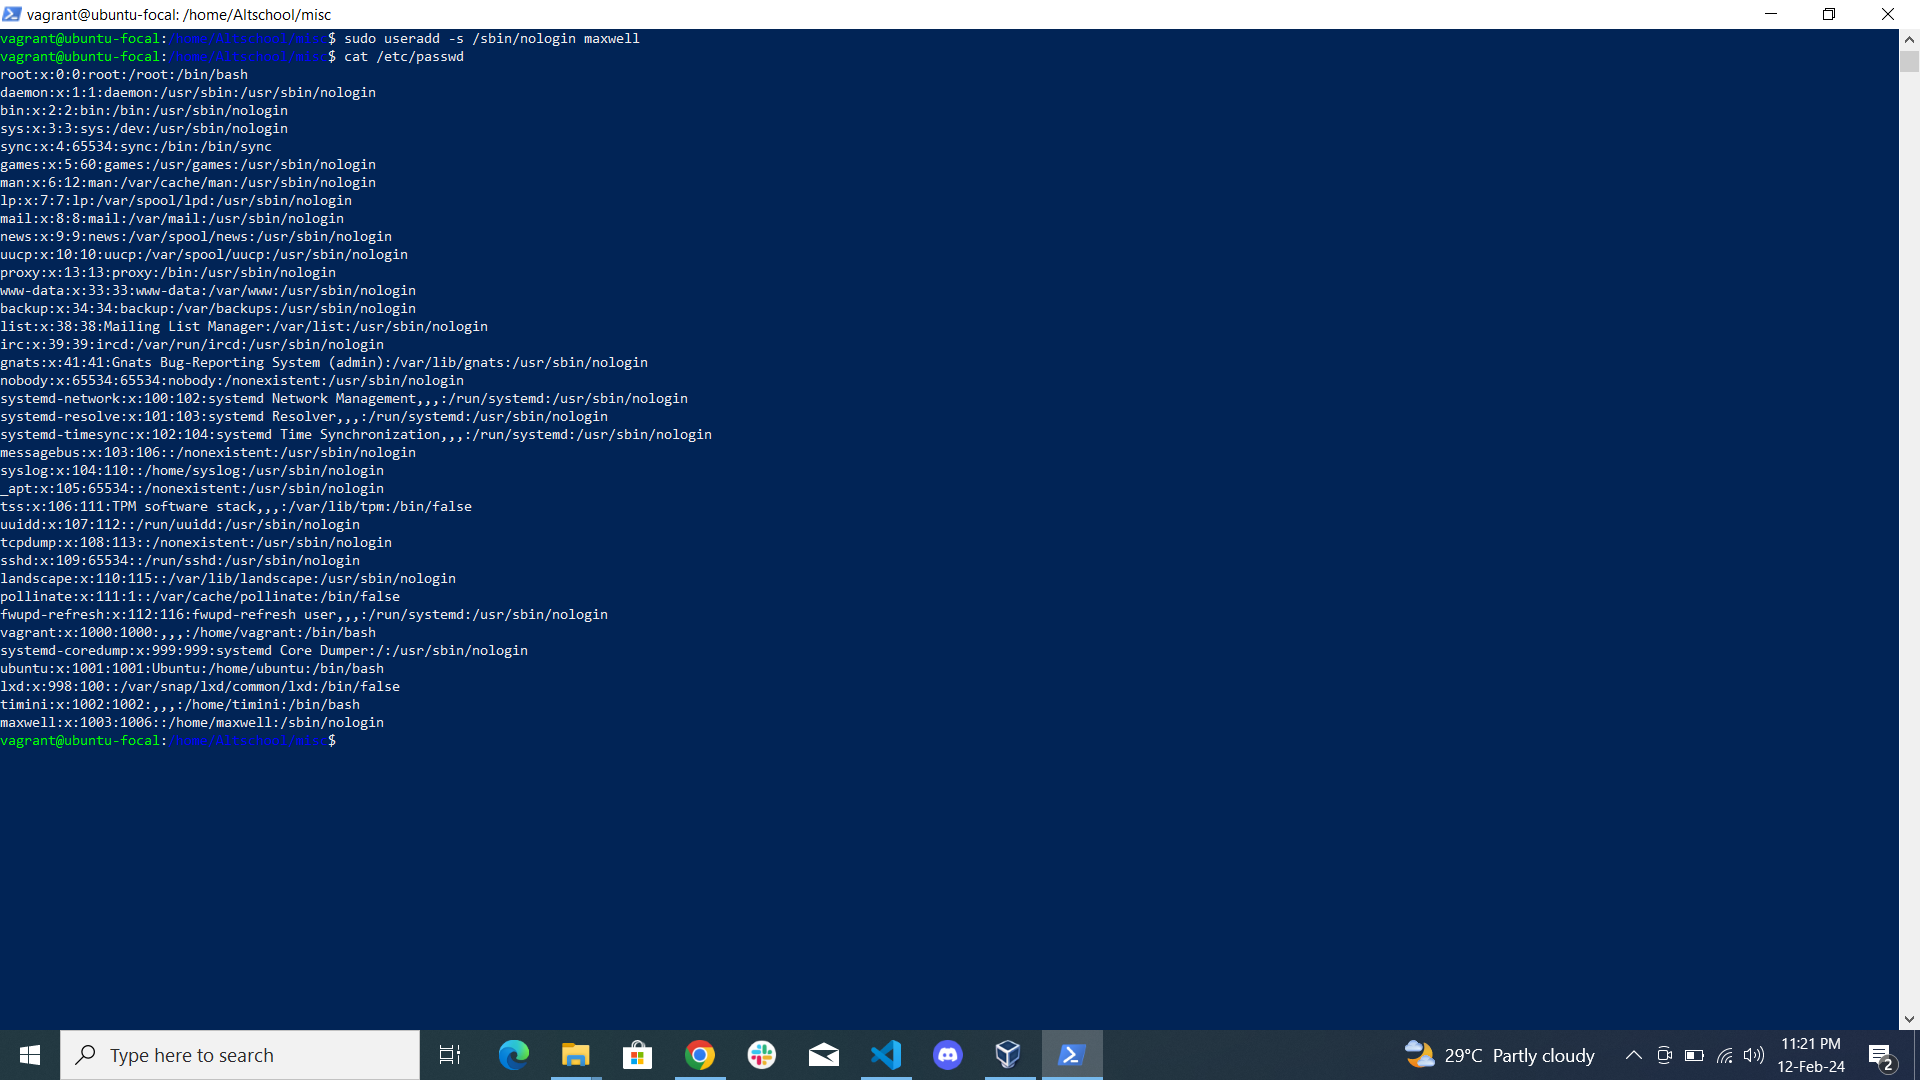 vagrant@ubuntu-focal: /home/Altschool/misc
vagrant@ubuntu-focal:/home/Altschool/misc$ sudo useradd -s /sbin/nologin maxwell
vagrant@ubuntu-focal:/home/Altschool/misc$ cat /etc/passwd
root:x:0:0:root:/root:/bin/bash
daemon:x:1:1:daemon:/usr/sbin:/usr/sbin/nologin
bin:x:2:2:bin:/bin:/usr/sbin/nologin
sys:x:3:3:sys:/dev:/usr/sbin/nologin
sync:x:4:65534:sync:/bin:/bin/sync
games:x:5:60:games:/usr/games:/usr/sbin/nologin
man:x:6:12:man:/var/cache/man:/usr/sbin/nologin
lp:x:7:7:lp:/var/spool/lpd:/usr/sbin/nologin
mail:x:8:8:mail:/var/mail:/usr/sbin/nologin
news:x:9:9:news:/var/spool/news:/usr/sbin/nologin
uucp:x:10:10:uucp:/var/spool/uucp:/usr/sbin/nologin
proxy:x:13:13:proxy:/bin:/usr/sbin/nologin
www-data:x:33:33:www-data:/var/www:/usr/sbin/nologin
backup:x:34:34:backup:/var/backups:/usr/sbin/nologin
list:x:38:38:Mailing List Manager:/var/list:/usr/sbin/nologin
irc:x:39:39:ircd:/var/run/ircd:/usr/sbin/nologin
gnats:x:41:41:Gnats Bug-Reporting System (admin):/var/lib/gnats:/usr/sbin/nologin
nobody:x:65534:65534:nobody:/nonexistent:/usr/sbin/nologin
systemd-network:x:100:102:systemd Network Management,,,:/run/systemd:/usr/sbin/nologin
systemd-resolve:x:101:103:systemd Resolver,,,:/run/systemd:/usr/sbin/nologin
systemd-timesync:x:102:104:systemd Time Synchronization,,,:/run/systemd:/usr/sbin/nologin
messagebus:x:103:106::/nonexistent:/usr/sbin/nologin
syslog:x:104:110::/home/syslog:/usr/sbin/nologin
_apt:x:105:65534::/nonexistent:/usr/sbin/nologin
tss:x:106:111:TPM software stack,,,:/var/lib/tpm:/bin/false
uuidd:x:107:112::/run/uuidd:/usr/sbin/nologin
tcpdump:x:108:113::/nonexistent:/usr/sbin/nologin
sshd:x:109:65534::/run/sshd:/usr/sbin/nologin
landscape:x:110:115::/var/lib/landscape:/usr/sbin/nologin
pollinate:x:111:1::/var/cache/pollinate:/bin/false
fwupd-refresh:x:112:116:fwupd-refresh user,,,:/run/systemd:/usr/sbin/nologin
vagrant:x:1000:1000:,,,:/home/vagrant:/bin/bash
systemd-coredump:x:999:999:systemd Core Dumper:/:/usr/sbin/nologin
ubuntu:x:1001:1001:Ubuntu:/home/ubuntu:/bin/bash
lxd:x:998:100::/var/snap/lxd/common/lxd:/bin/false
timini:x:1002:1002:,,,:/home/timini:/bin/bash
maxwell:x:1003:1006::/home/maxwell:/sbin/nologin
vagrant@ubuntu-focal:/home/Altschool/misc$
Type here to search
29°C Partly cloudy
11:21 PM
12-Feb-24
2